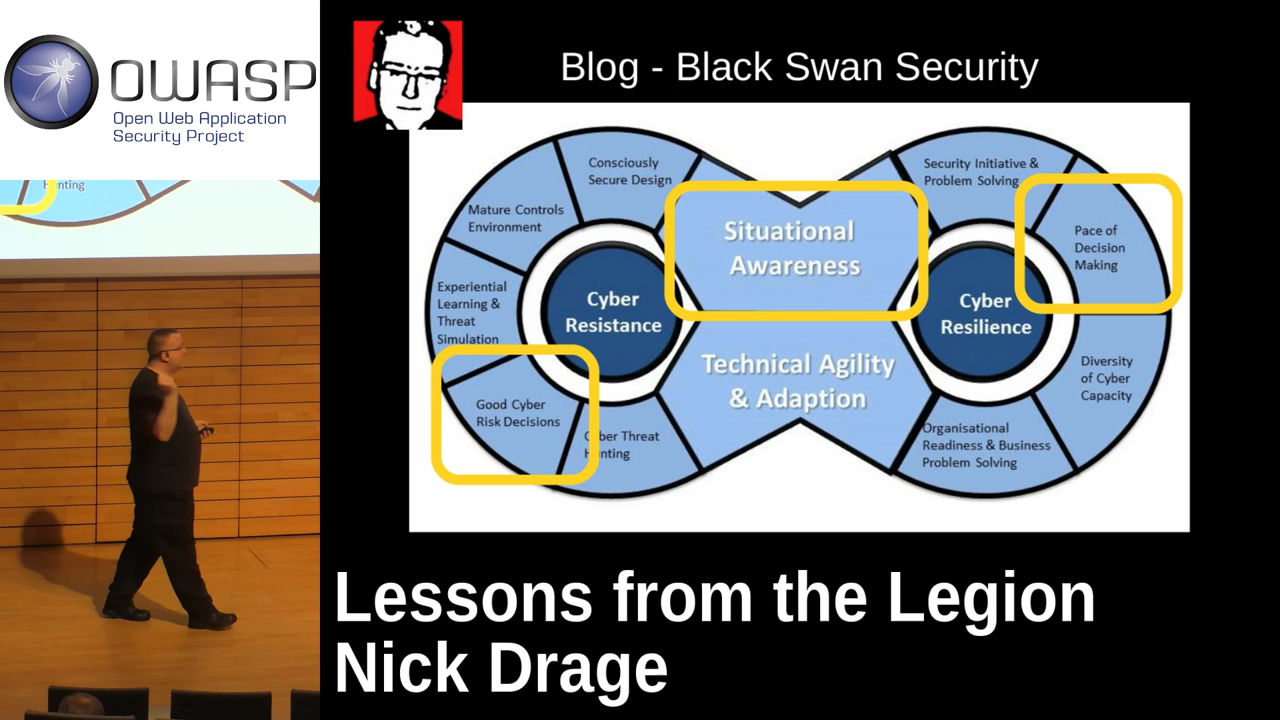 OWASP
Open Web Application
Security Project
Hunting
Blog - Black Swan Security
Consciously
Secure Design
Mature Controls
Environment
Experiential
Learning &
Threat
Simulation
Good Cyber
Risk Decisions
Cyber Threat
Hunting
Cyber
Resistance
Situational
Awareness
Technical Agility
& Adaption
Cyber
Resilience
Security Initiative &
Problem Solving
Pace of
Decision
Making
Diversity
of Cyber
Capacity
Organisational
Readiness & Business
Problem Solving
Lessons from the Legion
Nick Drage